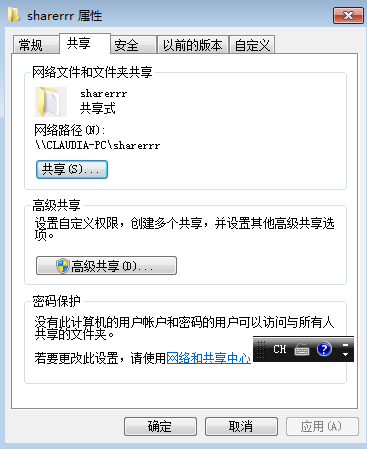 sharerrr 属性
常规 共享 安全 以前的版本 自定义
网络文件和文件夹共享
sharerrr
共享式
网络路径(N):
\\CLAUDIA-PC\sharerrr
共享(S)...
高级共享
设置自定义权限，创建多个共享，并设置其他高级共享选
项。
高级共享(D)...
密码保护
没有此计算机的用户帐户和密码的用户可以访问与所有人
共享的文件夹。
若要更改此设置，请使用网络和共享中心
CH
确定 取消 应用(A)